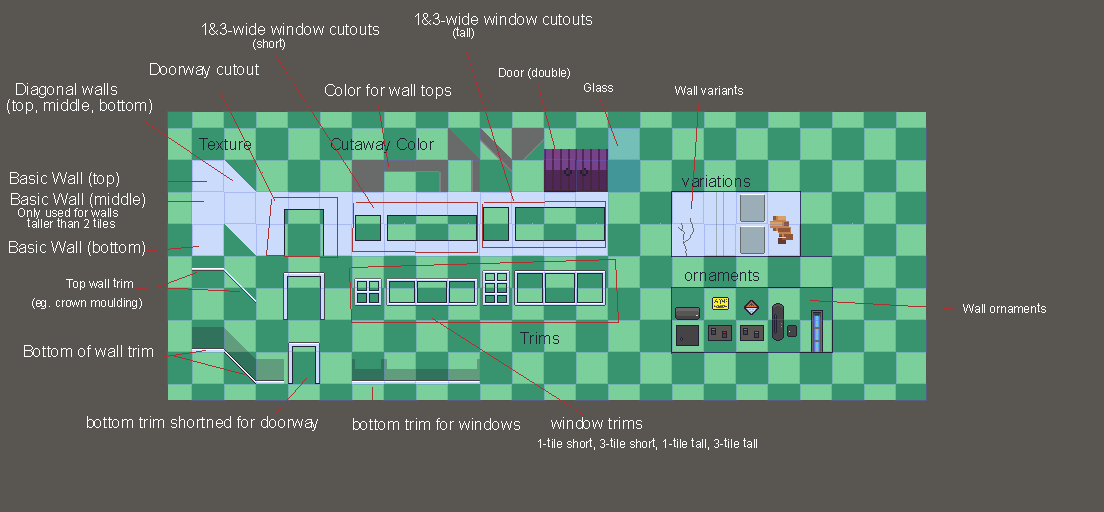 1&3-wide window cutouts
(tall)
1&3-wide window cutouts
(short)
Doorway cutout
Door (double)
Diagonal walls
(top, middle, bottom)
Color for wall tops
Glass
Wall variants
Texture
Cutaway Color
Basic Wall (top)
variations
Basic Wall (middle)
Only used for walls
taller than 2 tiles
Basic Wall (bottom)
ornaments
Top wall trim
(eg. crown moulding)
Wall ornaments
Trims
Bottom of wall trim
bottom trim shortned for doorway
bottom trim for windows
window trims
1-tile short, 3-tile short, 1-tile tall, 3-tile tall